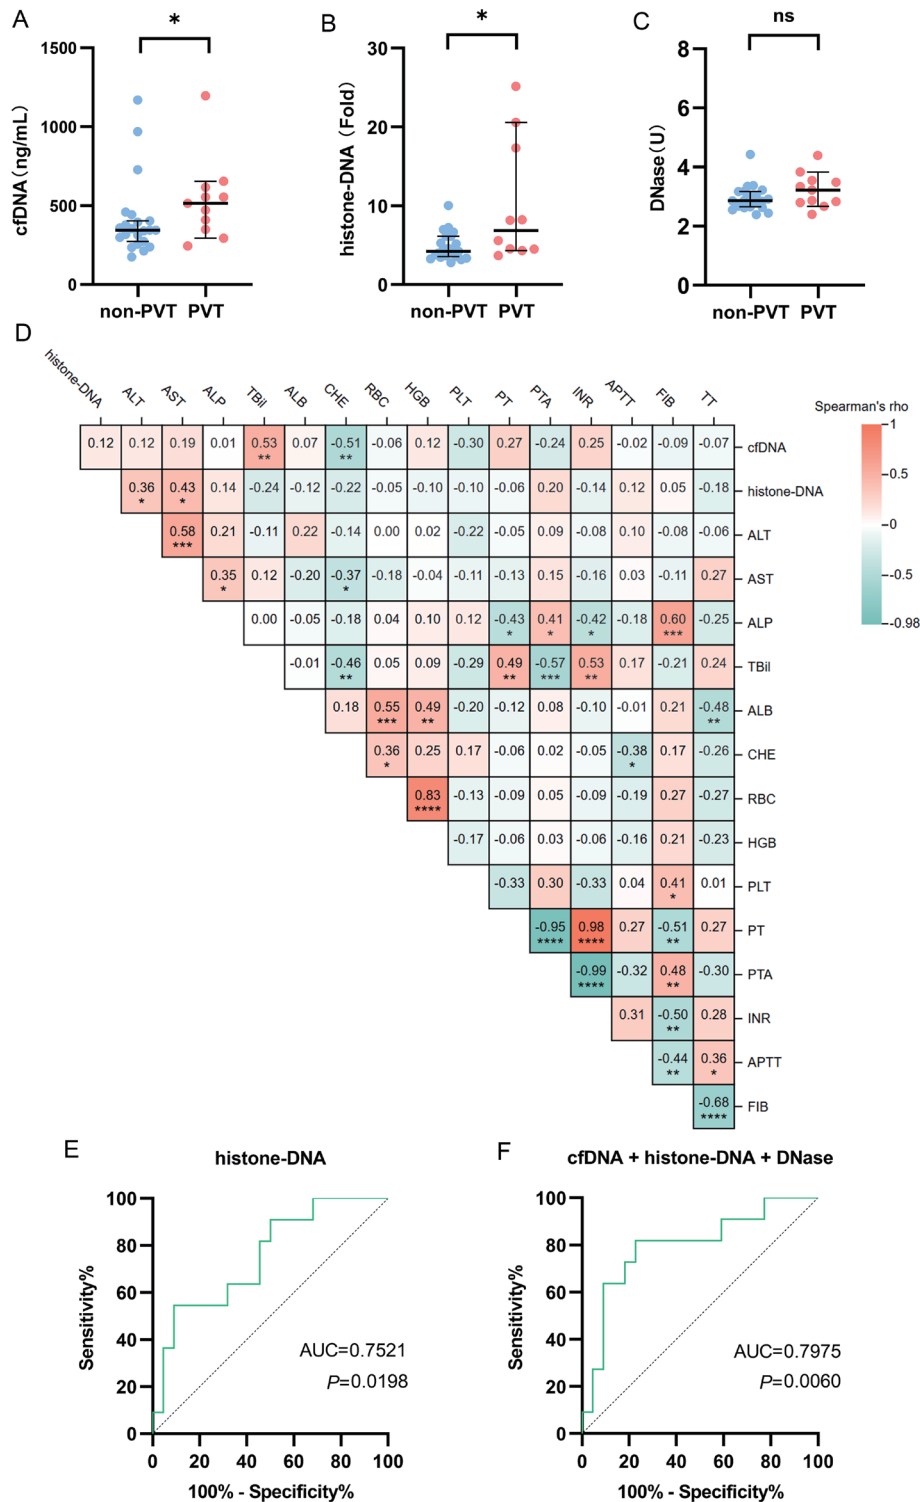 A
*
cfDNA (ng/mL)
1500
1000
500
0
non-PVT PVT
B
*
histone-DNA (Fold)
30
20
10
0
non-PVT PVT
C
ns
DNase (U)
8
6
4
2
0
non-PVT PVT
D
histone-DNA ALT AST ALP TBil ALB CHE RBC HGB PLT PT PTA INR APTT FIB TT
0.12 0.12 0.19 0.01 0.53 ** 0.07 -0.51 ** -0.06 0.12 -0.30 0.27 -0.24 0.25 -0.02 -0.09 -0.07 cfDNA
0.36 * 0.43 * 0.14 -0.24 -0.12 -0.22 -0.05 -0.10 -0.10 -0.06 0.20 -0.14 0.12 0.05 -0.18 histone-DNA
0.58 *** 0.21 -0.11 0.22 -0.14 0.00 0.02 -0.22 -0.05 0.09 -0.08 0.10 -0.08 -0.06 ALT
0.35 * 0.12 -0.20 -0.37 * -0.18 -0.04 -0.11 -0.13 0.15 -0.16 0.03 -0.11 0.27 AST
0.00 -0.05 -0.18 0.04 0.10 0.12 -0.43 * 0.41 * -0.42 * -0.18 0.60 *** -0.25 ALP
-0.01 -0.46 ** 0.05 0.09 -0.29 0.49 ** -0.57 *** 0.53 ** 0.17 -0.21 0.24 TBil
0.18 0.55 *** 0.49 ** -0.20 -0.12 0.08 -0.10 -0.01 0.21 -0.48 ** ALB
0.36 * 0.25 0.17 -0.06 0.02 -0.05 -0.38 * 0.17 -0.26 CHE
0.83 **** -0.13 -0.09 0.05 -0.09 -0.19 0.27 -0.27 RBC
-0.17 -0.06 0.03 -0.06 -0.16 0.21 -0.23 HGB
-0.33 0.30 -0.33 0.04 0.41 * 0.01 PLT
-0.95 **** 0.98 **** 0.27 -0.51 ** 0.27 PT
-0.99 **** -0.32 0.48 ** -0.30 PTA
0.31 -0.50 ** 0.28 INR
-0.44 ** 0.36 * APTT
-0.68 **** FIB
Spearman's rho
1
0.5
0
-0.5
-0.98
E
histone-DNA
Sensitivity%
100
80
60
40
20
0
AUC=0.7521
P=0.0198
0 20 40 60 80 100
100% - Specificity%
F
cfDNA + histone-DNA + DNase
Sensitivity%
100
80
60
40
20
0
AUC=0.7975
P=0.0060
0 20 40 60 80 100
100% - Specificity%